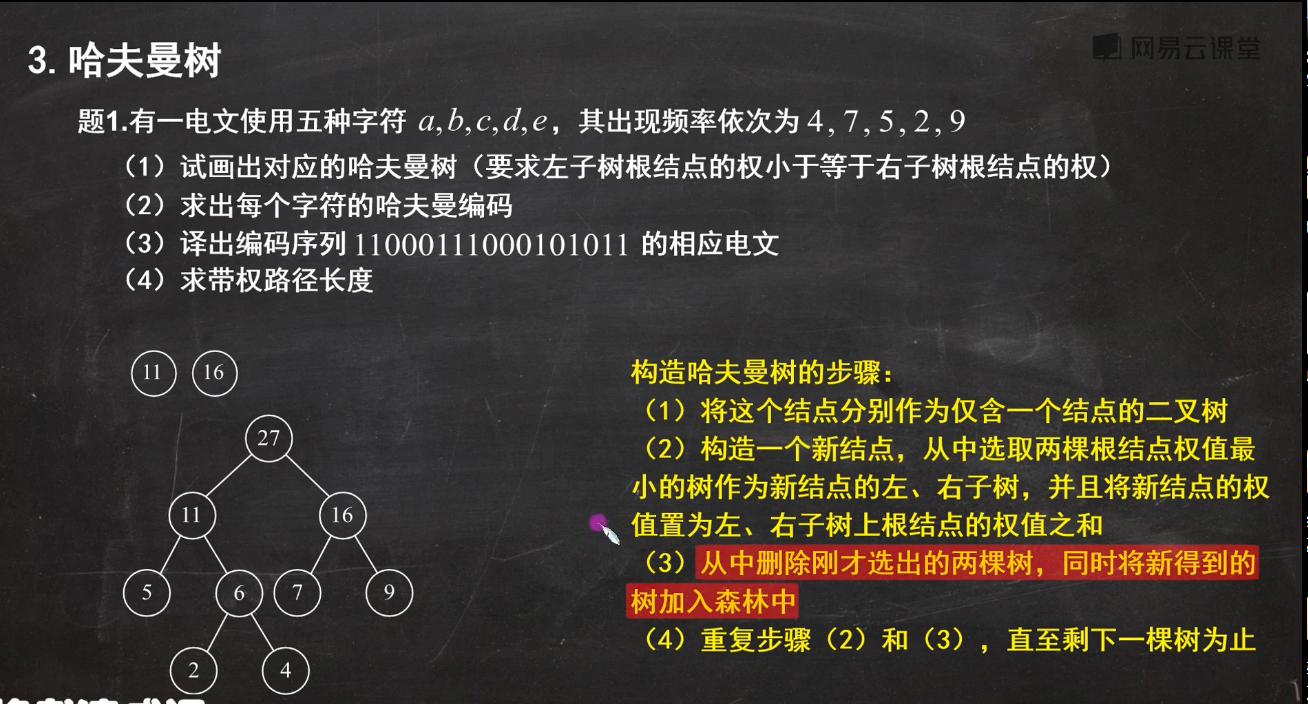 3. 哈夫曼树
网易云课堂
题1.有一电文使用五种字符 a,b,c,d,e，其出现频率依次为 4 , 7 , 5 , 2 , 9
（1）试画出对应的哈夫曼树（要求左子树根结点的权小于等于右子树根结点的权）
（2）求出每个字符的哈夫曼编码
（3）译出编码序列 11000111000101011 的相应电文
（4）求带权路径长度
11 16
27
11 16
5 6 7 9
2 4
构造哈夫曼树的步骤：
（1）将这个结点分别作为仅含一个结点的二叉树
（2）构造一个新结点，从中选取两棵根结点权值最
小的树作为新结点的左、右子树，并且将新结点的权
值置为左、右子树上根结点的权值之和
（3）从中删除刚才选出的两棵树，同时将新得到的
树加入森林中
（4）重复步骤（2）和（3），直至剩下一棵树为止